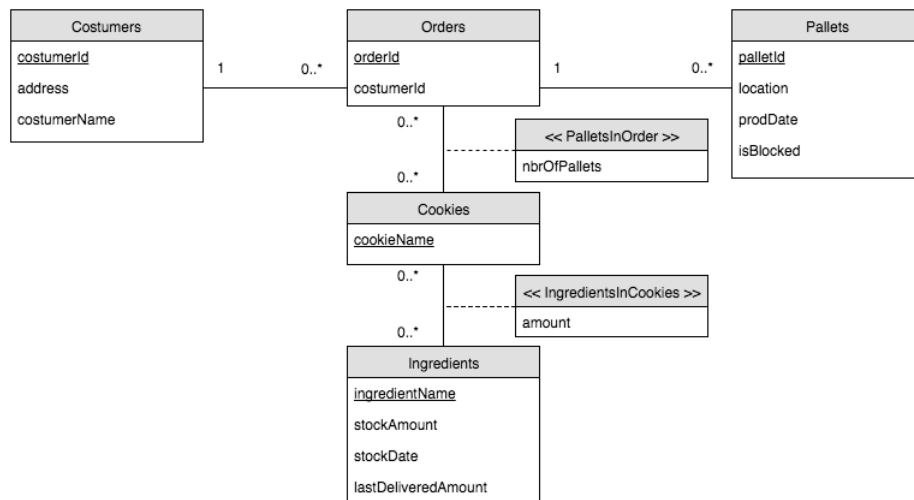 Costumers
costumerId
address
costumerName
1
0..*
Orders
orderId
costumerId
1
0..*
Pallets
palletId
location
prodDate
isBlocked
0..*
<< PalletsInOrder >>
nbrOfPallets
0..*
Cookies
cookieName
0..*
<< IngredientsInCookies >>
amount
0..*
Ingredients
ingredientName
stockAmount
stockDate
lastDeliveredAmount